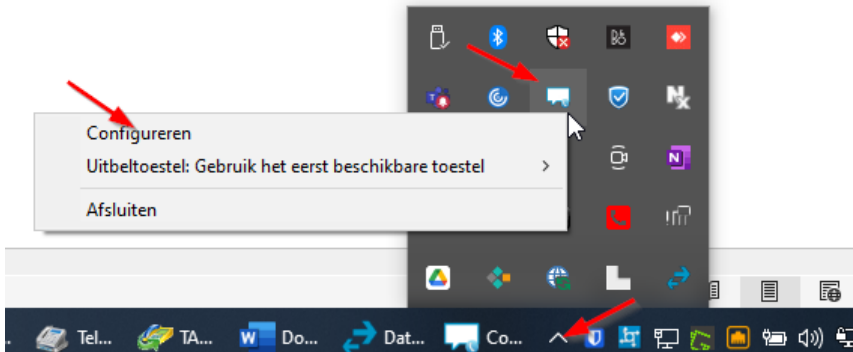 Configureren
Uitbeltoestel: Gebruik het eerst beschikbare toestel
Afsluiten
Tel... TA... Do... Dat... Co...